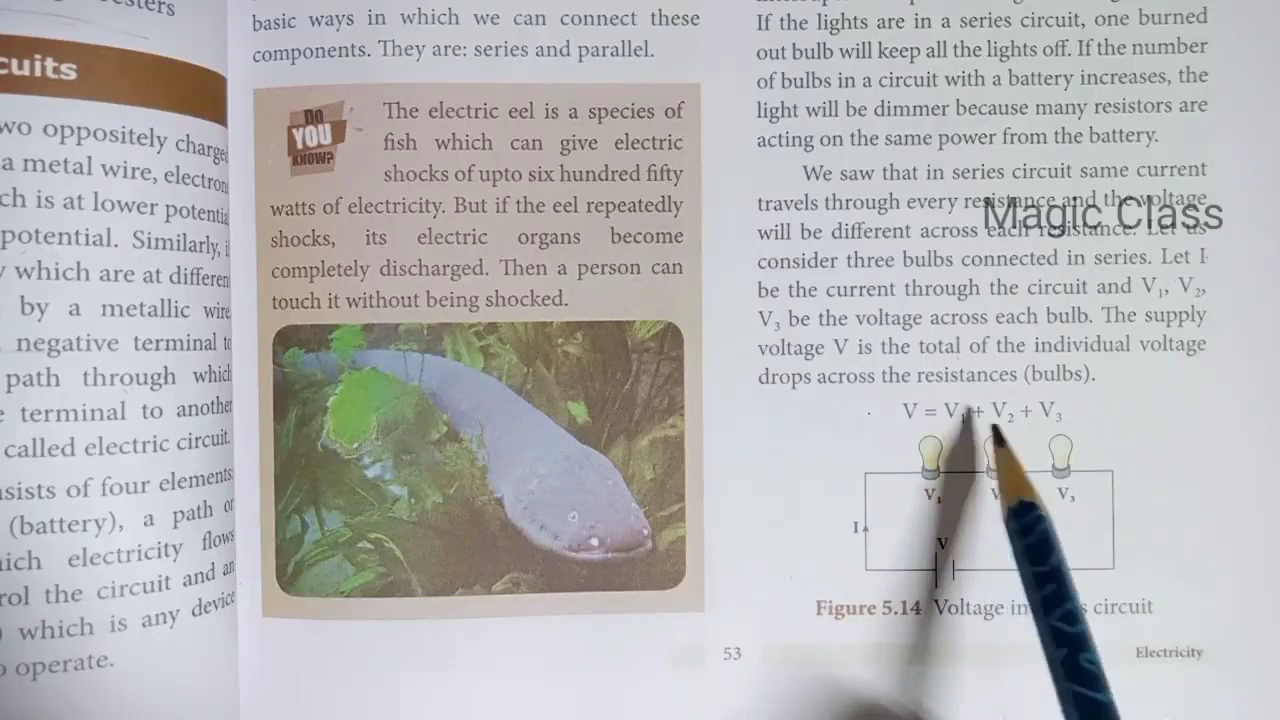 esters
cuits
wo oppositely charged
a metal wire, electron
ch is at lower potentia
potential. Similarly, i
which are at differen
by a metallic wire
negative terminal to
path through which
e terminal to another
called electric circuit.
nsists of four elements:
(battery), a path or
hich electricity flows
rol the circuit and an
which is any device
o operate.
basic ways in which we can connect these
components. They are: series and parallel.
DO
YOU
KNOW?
The electric eel is a species of
fish which can give electric
shocks of upto six hundred fifty
watts of electricity. But if the eel repeatedly
shocks, its electric organs become
completely discharged. Then a person can
touch it without being shocked.
If the lights are in a series circuit, one burned
out bulb will keep all the lights off. If the number
of bulbs in a circuit with a battery increases, the
light will be dimmer because many resistors are
acting on the same power from the battery.
We saw that in series circuit same current
travels through every resistance and the voltage
Magic Class
will be different across each resistance. Let us
consider three bulbs connected in series. Let I
be the current through the circuit and V₁, V₂,
V₃ be the voltage across each bulb. The supply
voltage V is the total of the individual voltage
drops across the resistances (bulbs).
V = V₁ + V₂ + V₃
V₁ V V₃
I
V
Figure 5.14 Voltage in circuit
53
Electricity